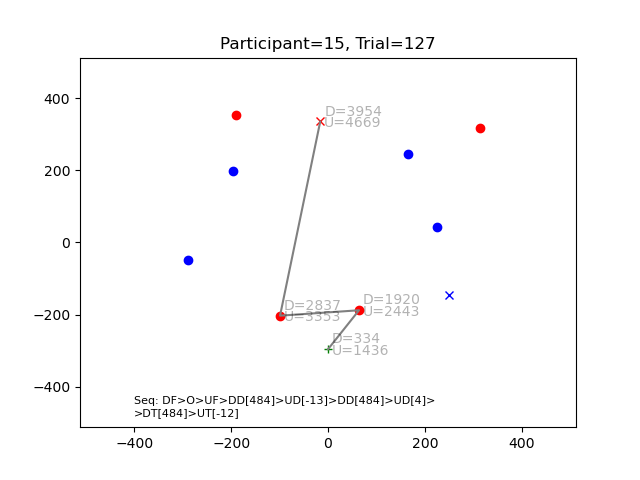 Participant=15, Trial=127
400
200
0
−200
−400
D=3954
U=4669
D=2837
U=3353
D=1920
U=2443
D=334
U=1436
Seq: DF>O>UF>DD[484]>UD[-13]>DD[484]>UD[4]>
>DT[484]>UT[-12]
−400 −200 0 200 400